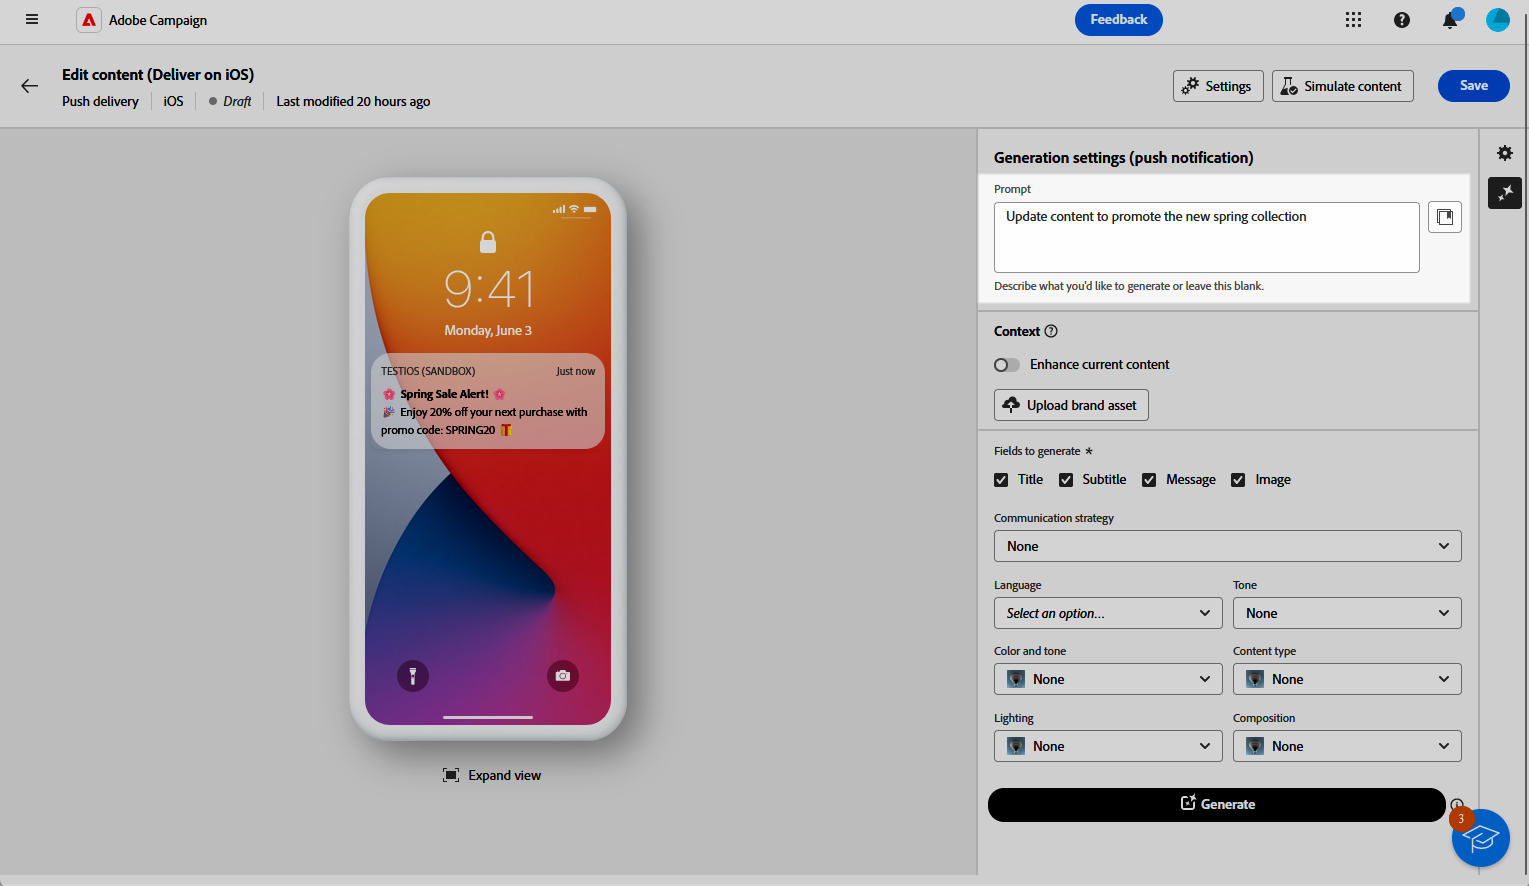 Adobe Campaign
Feedback
Edit content (Deliver on iOS)
Push delivery
iOS
Draft
Last modified 20 hours ago
Settings
Simulate content
Save
9:41
Monday, June 3
TESTIOS (SANDBOX)
Just now
🌸 Spring Sale Alert! 🌸
🎉 Enjoy 20% off your next purchase with
promo code: SPRING20 🎁
Expand view
Generation settings (push notification)
Prompt
Update content to promote the new spring collection
Describe what you'd like to generate or leave this blank.
Context
Enhance current content
Upload brand asset
Fields to generate *
Title
Subtitle
Message
Image
Communication strategy
None
Language
Tone
Select an option...
None
Color and tone
Content type
None
None
Lighting
Composition
None
None
Generate
3